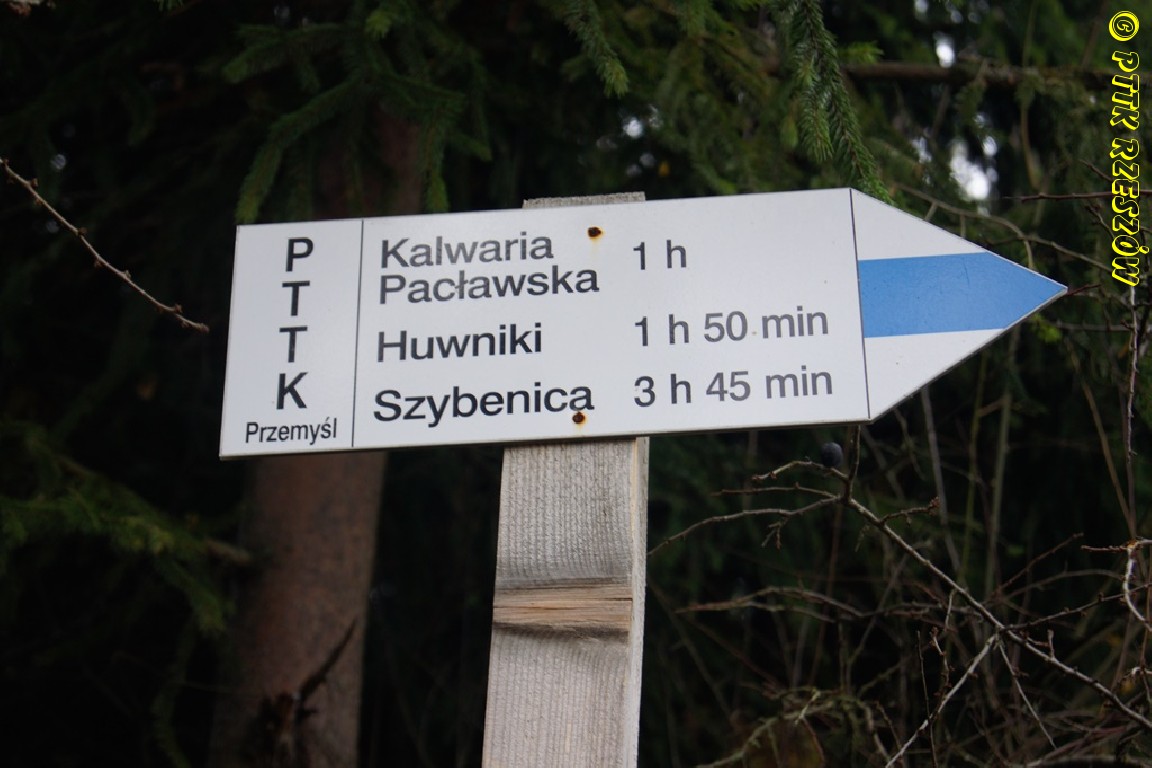 P
T
T
K
Przemyśl
Kalwaria
Pacławska 1 h
Huwniki 1 h 50 min
Szybenica 3 h 45 min
© PTTK RZESZÓW